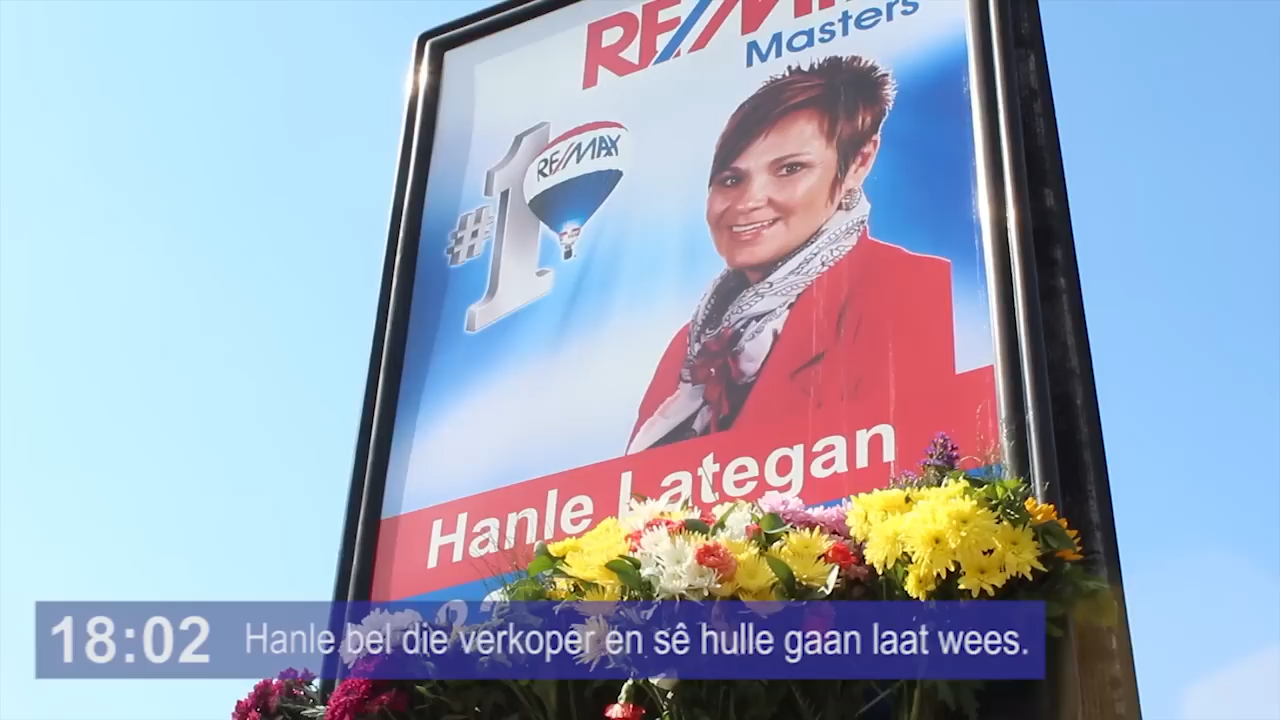 RE/MAX
Masters
#1
RE/MAX
Hanle Lategan
18:02 Hanle bel die verkoper en sê hulle gaan laat wees.